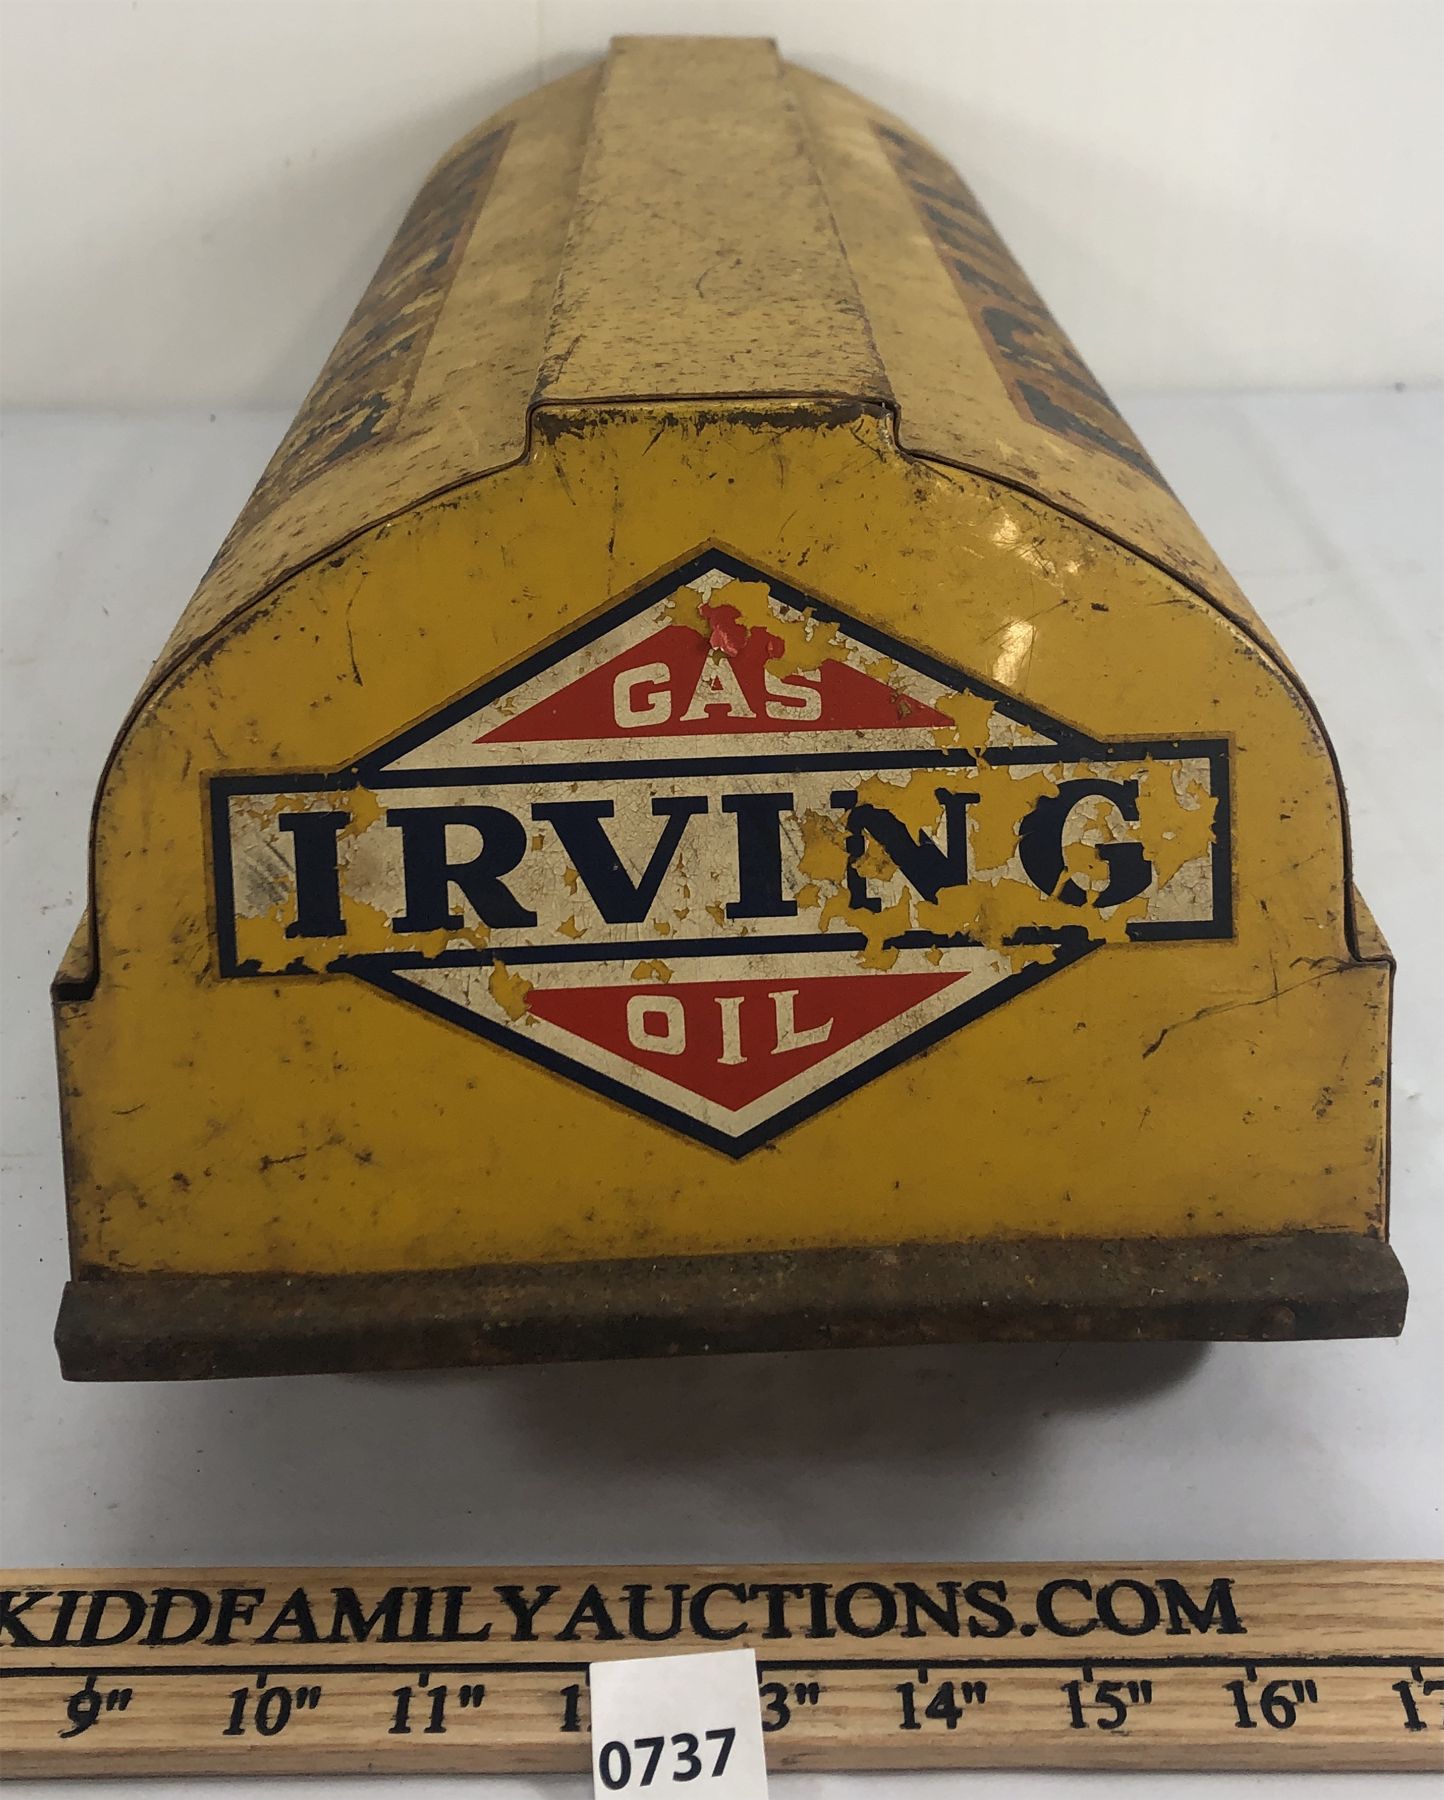 GAS
IRVING
OIL
KIDDFAMILYAUCTIONS.COM
9" 10" 11" 14" 15" 16"
0737